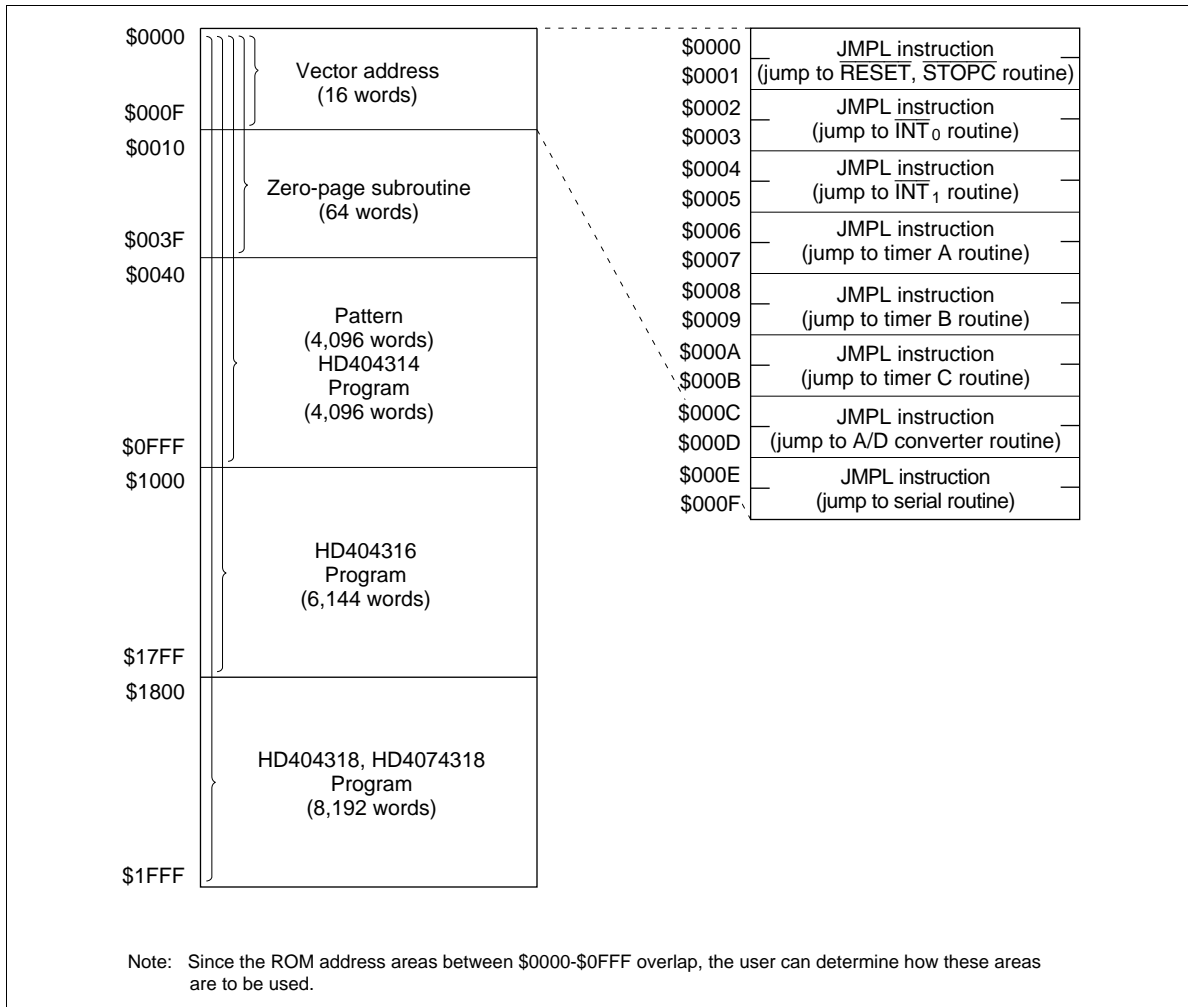 $0000
Vector address
(16 words)
$000F
$0010
Zero-page subroutine
(64 words)
$003F
$0040
Pattern
(4,096 words)
HD404314
Program
(4,096 words)
$0FFF
$1000
HD404316
Program
(6,144 words)
$17FF
$1800
HD404318, HD4074318
Program
(8,192 words)
$1FFF
$0000
JMPL instruction
$0001
(jump to RESET, STOPC routine)
$0002
JMPL instruction
$0003
(jump to INT0 routine)
$0004
JMPL instruction
$0005
(jump to INT1 routine)
$0006
JMPL instruction
$0007
(jump to timer A routine)
$0008
JMPL instruction
$0009
(jump to timer B routine)
$000A
JMPL instruction
$000B
(jump to timer C routine)
$000C
JMPL instruction
$000D
(jump to A/D converter routine)
$000E
JMPL instruction
$000F
(jump to serial routine)
Note: Since the ROM address areas between $0000-$0FFF overlap, the user can determine how these areas
are to be used.